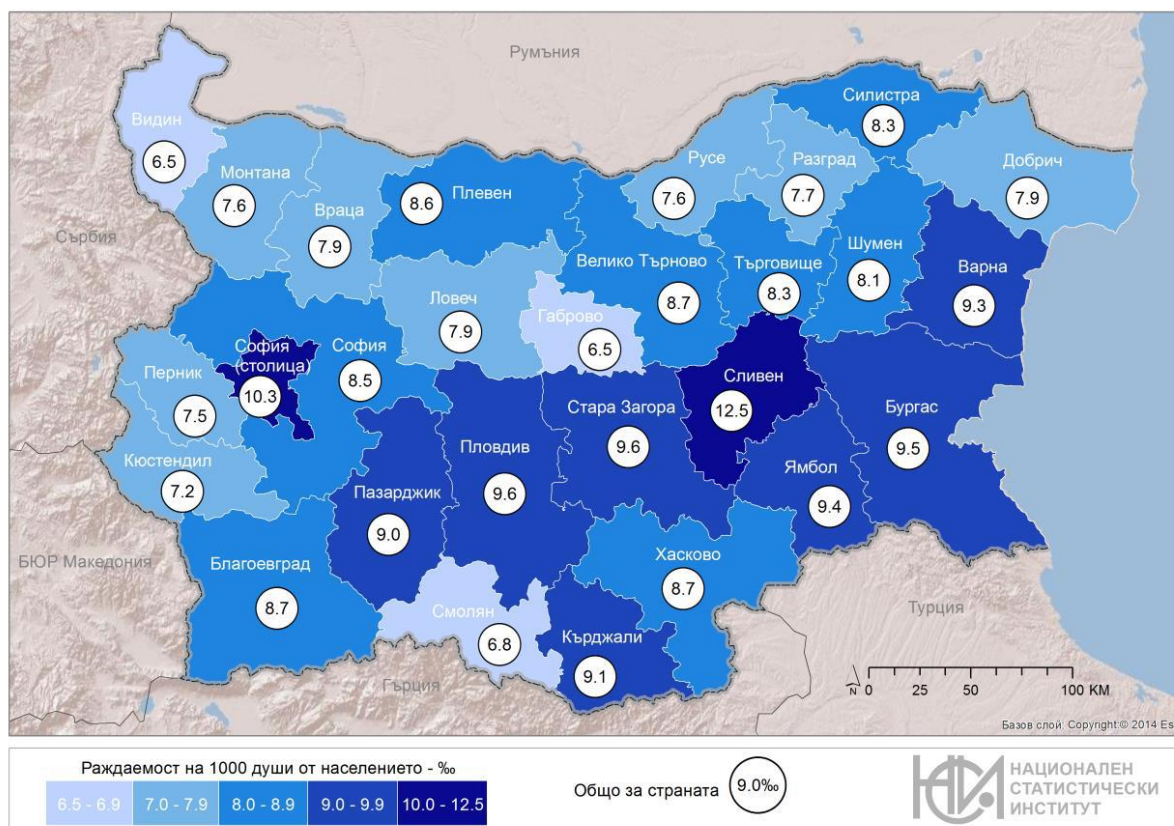 Румъния
Силистра
8.3
Видин
6.5
Русе
7.6
Разград
7.7
Добрич
7.9
Монтана
7.6
Плевен
8.6
Враца
7.9
Сърбия
Шумен
8.1
Велико Търново
8.7
Търговище
8.3
Варна
9.3
Ловеч
7.9
Габрово
6.5
София
(столица)
10.3
София
8.5
Перник
7.5
Сливен
12.5
Стара Загора
9.6
Бургас
9.5
Пловдив
9.6
Кюстендил
7.2
Ямбол
9.4
Пазарджик
9.0
БЮР Македония
Благоевград
8.7
Хасково
8.7
Смолян
6.8
Турция
Кърджали
9.1
Гърция
N
0 25 50 100 KM
Базов слой: Copyright © 2014 Es
Раждаемост на 1000 души от населението - ‰
6.5 - 6.9 7.0 - 7.9 8.0 - 8.9 9.0 - 9.9 10.0 - 12.5
Общо за страната 9.0‰
НСИ
НАЦИОНАЛЕН
СТАТИСТИЧЕСКИ
ИНСТИТУТ